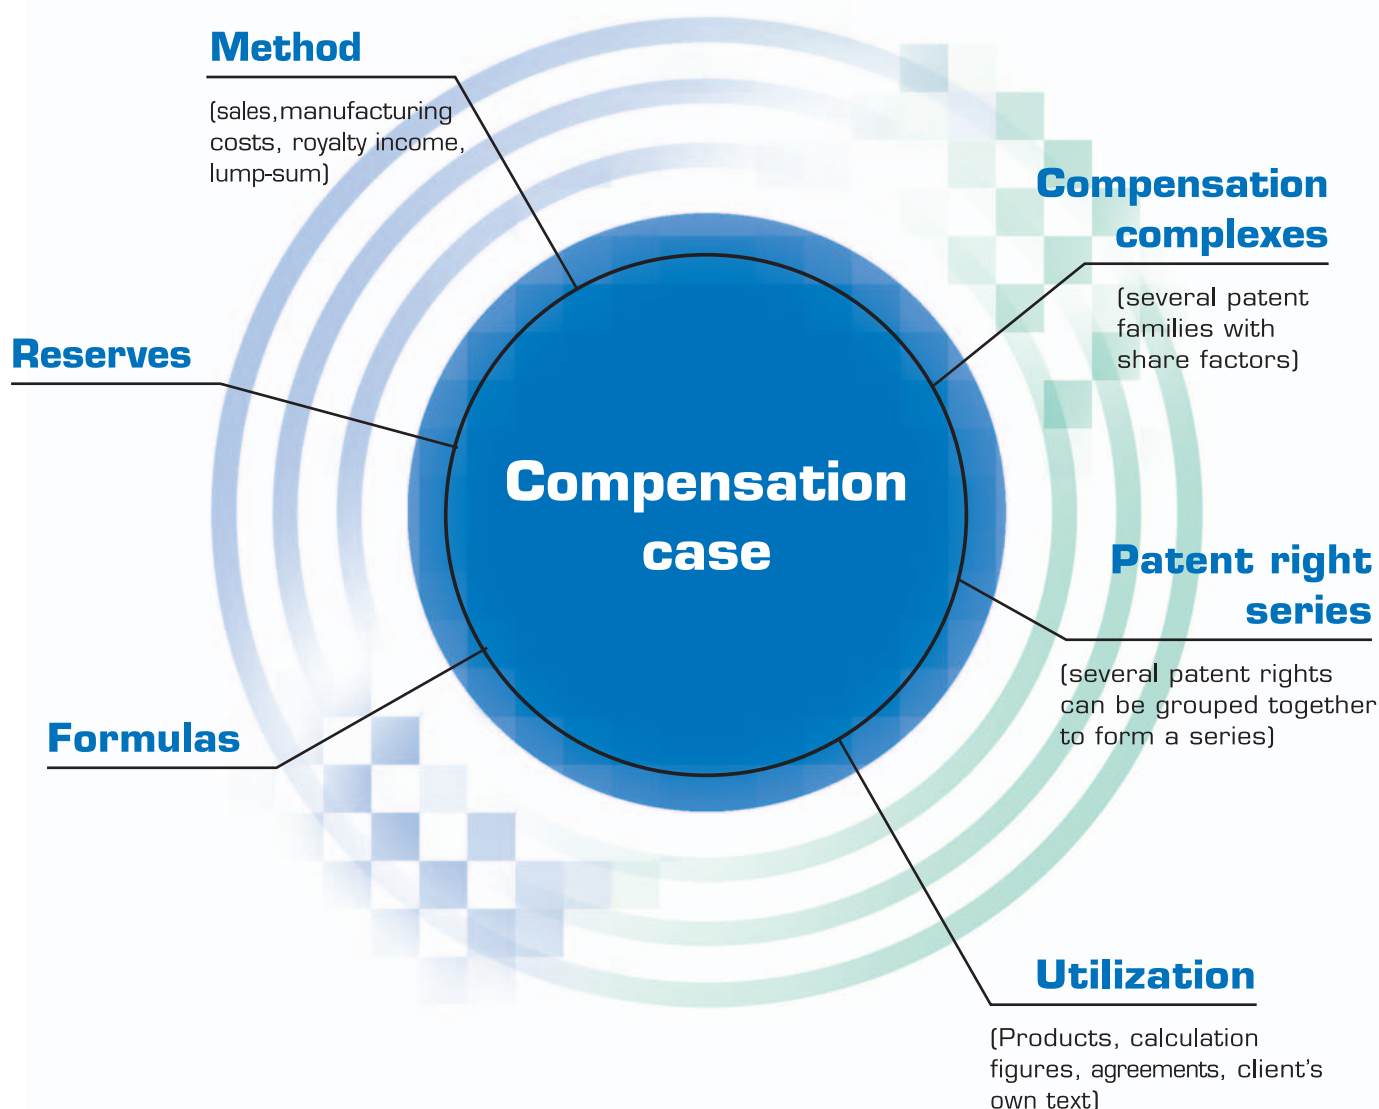 Method
(sales,manufacturing
costs, royalty income,
lump-sum)
Compensation
complexes
(several patent
families with
share factors)
Reserves
Compensation
case
Patent right
series
(several patent rights
can be grouped together
to form a series)
Formulas
Utilization
(Products, calculation
figures, agreements, client's
own text)